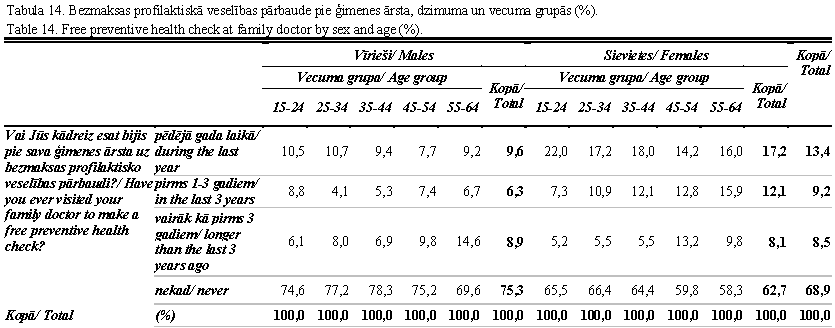 Tabula 14. Bezmaksas profilaktiskā veselības pārbaude pie ģimenes ārsta, dzimuma un vecuma grupās (%).
Table 14. Free preventive health check at family doctor by sex and age (%).
Vīrieši/ Males Sievietes/ Females Kopā/ Total
Vecuma grupa/ Age group Kopā/ Total Vecuma grupa/ Age group Kopā/ Total
15-24 25-34 35-44 45-54 55-64 15-24 25-34 35-44 45-54 55-64
Vai Jūs kādreiz esat bijis
pie sava ģimenes ārsta uz
bezmaksas profilaktisko
veselības pārbaudi?/ Have
you ever visited your
family doctor to make a
free preventive health
check?
pēdējā gada laikā/
during the last
year
10,5 10,7 9,4 7,7 9,2 9,6 22,0 17,2 18,0 14,2 16,0 17,2 13,4
pirms 1-3 gadiem/
in the last 3 years
8,8 4,1 5,3 7,4 6,7 6,3 7,3 10,9 12,1 12,8 15,9 12,1 9,2
vairāk kā pirms 3
gadiem/ longer
than the last 3
years ago
6,1 8,0 6,9 9,8 14,6 8,9 5,2 5,5 5,5 13,2 9,8 8,1 8,5
nekad/ never 74,6 77,2 78,3 75,2 69,6 75,3 65,5 66,4 64,4 59,8 58,3 62,7 68,9
Kopā/ Total (%) 100,0 100,0 100,0 100,0 100,0 100,0 100,0 100,0 100,0 100,0 100,0 100,0 100,0